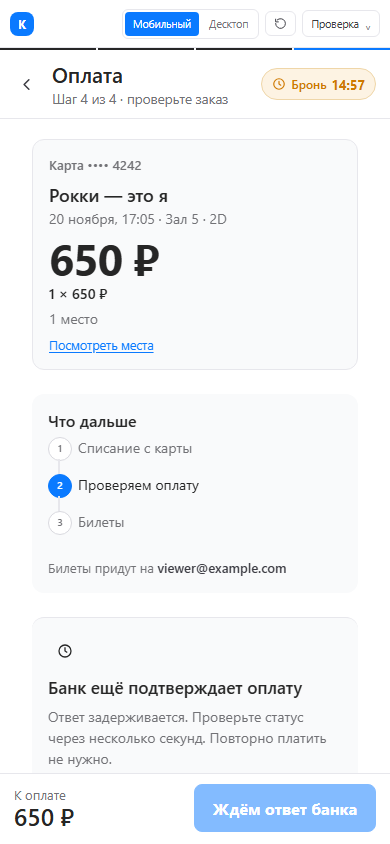 K
Мобильный Десктоп Проверка
Оплата
Шаг 4 из 4 · проверьте заказ
Бронь 14:57
Карта •••• 4242
Рокки — это я
20 ноября, 17:05 · Зал 5 · 2D
650 ₽
1 × 650 ₽
1 место
Посмотреть места
Что дальше
1 Списание с карты
2 Проверяем оплату
3 Билеты
Билеты придут на viewer@example.com
Банк ещё подтверждает оплату
Ответ задерживается. Проверьте статус
через несколько секунд. Повторно платить
не нужно.
К оплате
650 ₽
Ждём ответ банка